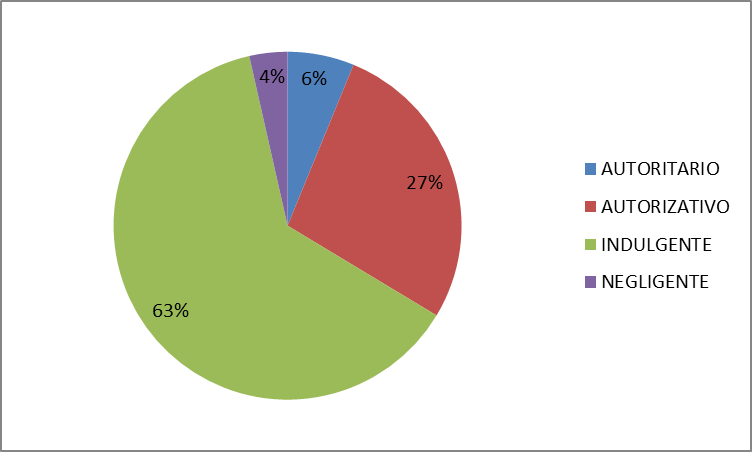 4%
6%
27%
63%
AUTORITARIO
AUTORIZATIVO
INDULGENTE
NEGLIGENTE